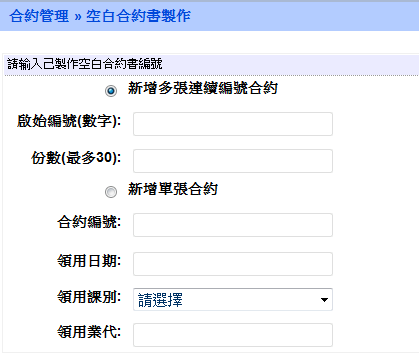 合約管理 » 空白合約書製作
請輸入己製作空白合約書編號
新增多張連續編號合約
啟始編號(數字):
份數(最多30):
新增單張合約
合約編號:
領用日期:
領用課別: 請選擇
領用業代: